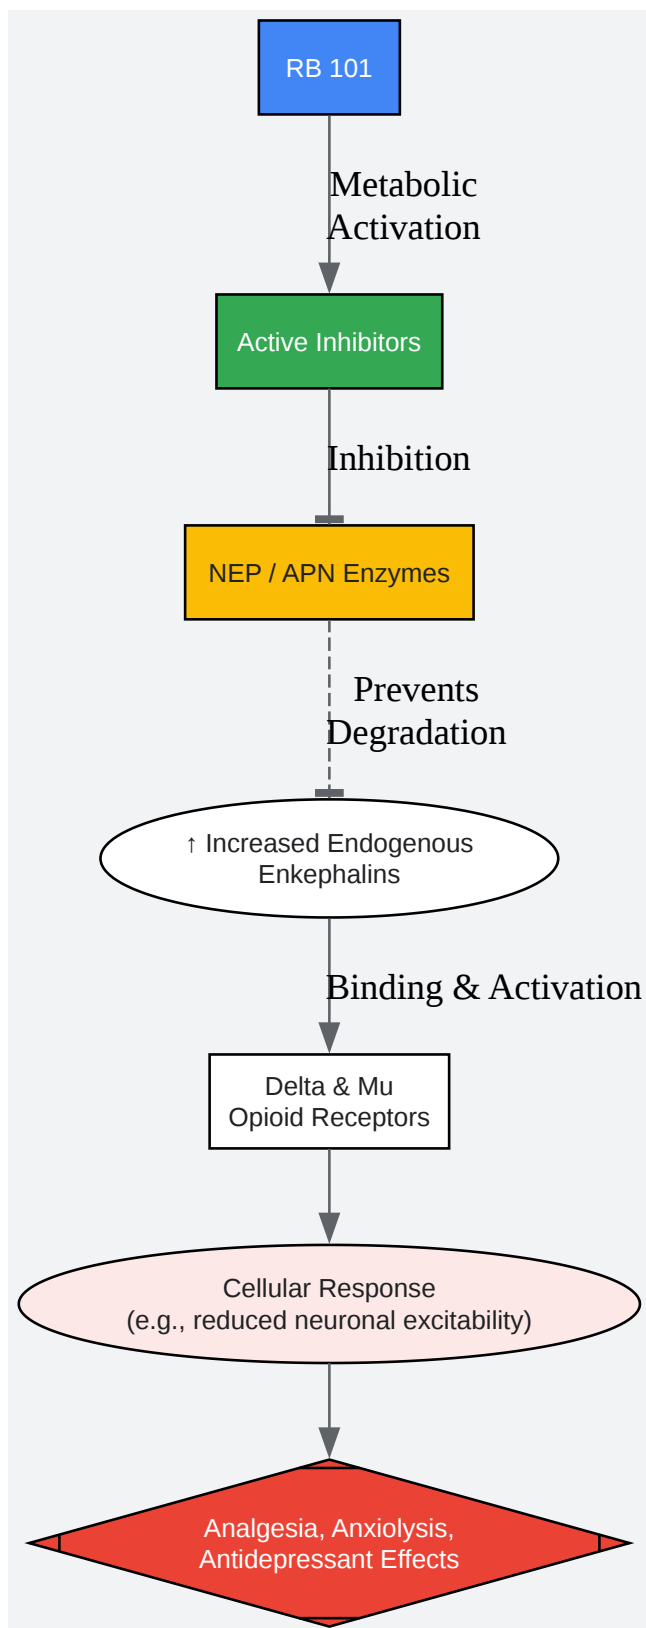 RB 101
Metabolic
Activation
Active Inhibitors
Inhibition
NEP / APN Enzymes
Prevents
Degradation
↑ Increased Endogenous
Enkephalins
Binding & Activation
Delta & Mu
Opioid Receptors
Cellular Response
(e.g., reduced neuronal excitability)
Analgesia, Anxiolysis,
Antidepressant Effects